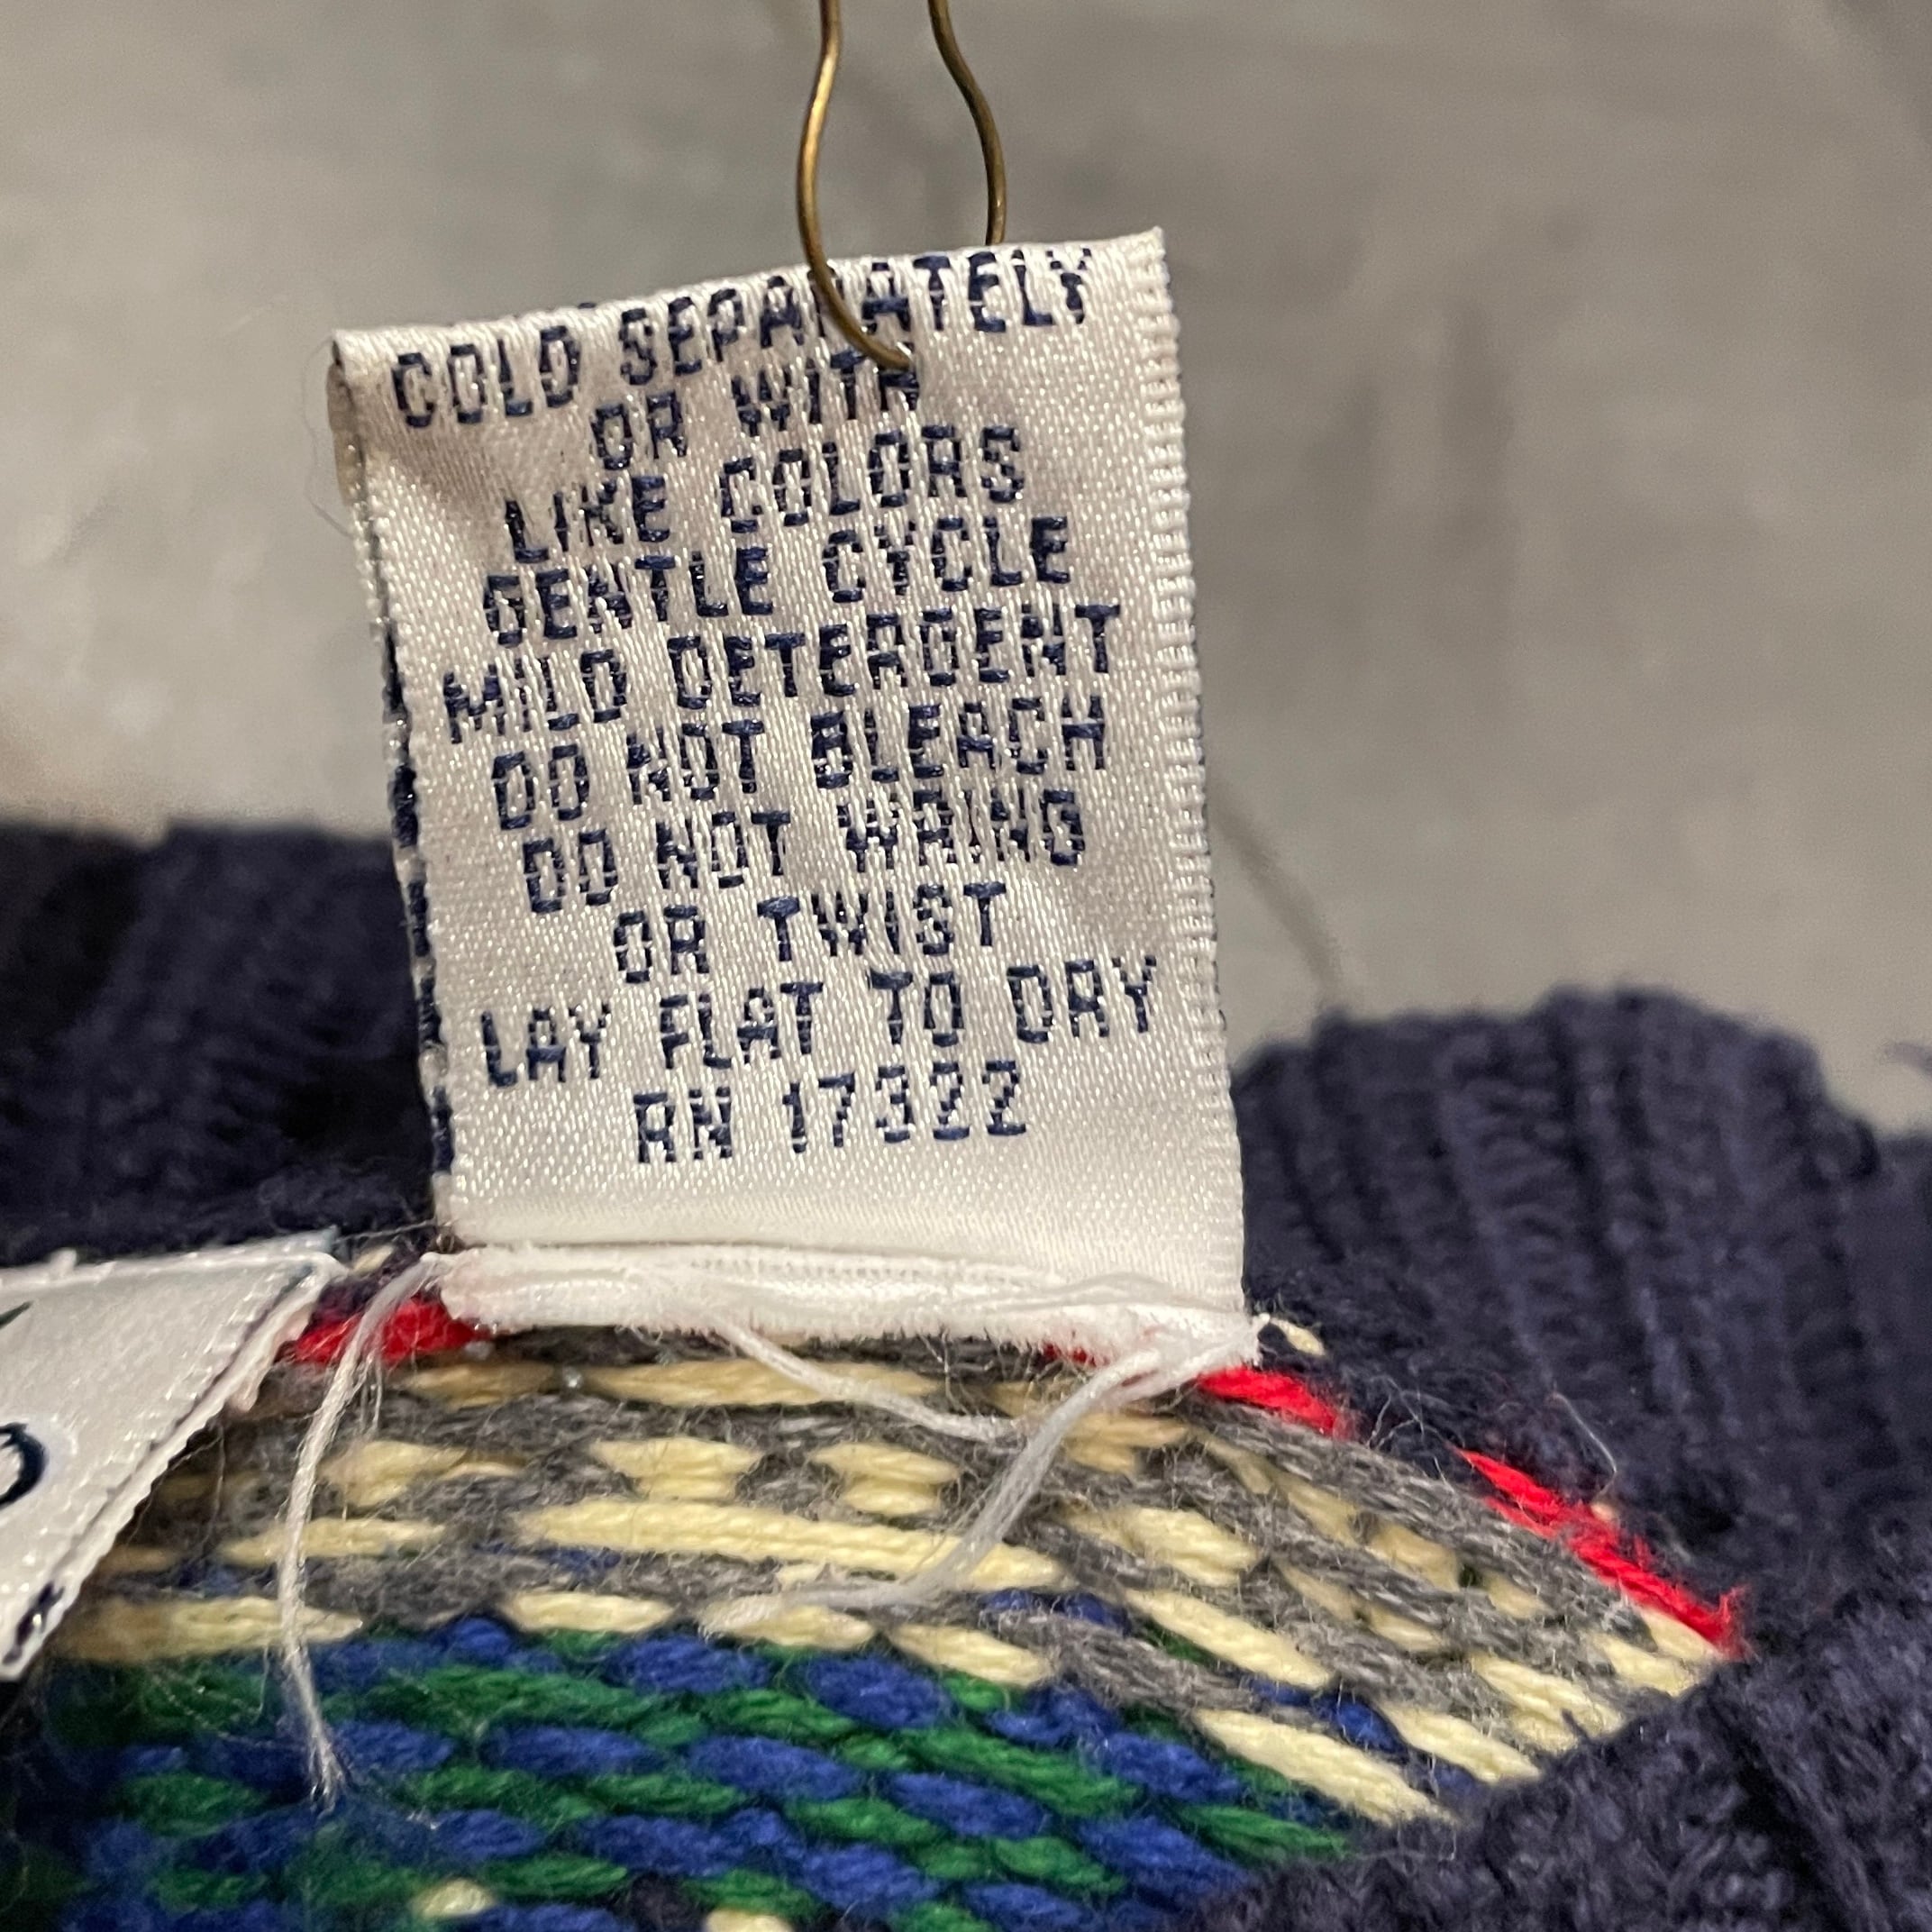 COLD SEPARATELY
OR WITH
LIKE COLORS
GENTLE CYCLE
MILD DETERGENT
DO NOT BLEACH
DO NOT WRING
OR TWIST
LAY FLAT TO DRY
RN 17322